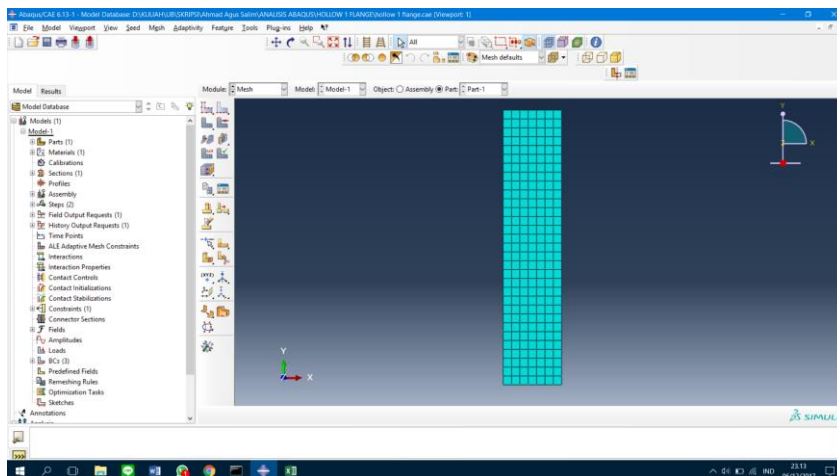 Abaqus/CAE 6.13-1 - Model Database: D:\KULIAH\UB\SKRIPSI\Ahmad Agus Salim\ANALISIS ABAQUS\HOLLOW 1 FLANGE\hollow 1 flange.cae [Viewport: 1]
File Model Viewport View Seed Mesh Adaptivity Feature Tools Plug-ins Help
All
Mesh defaults
Model Results
Module: Mesh Model: Model-1 Object: Assembly Part: Part-1
Model Database
Models (1)
Model-1
Parts (1)
Materials (1)
Calibrations
Sections (1)
Profiles
Assembly
Steps (2)
Field Output Requests (1)
History Output Requests (1)
Time Points
ALE Adaptive Mesh Constraints
Interactions
Interaction Properties
Contact Controls
Contact Initializations
Contact Stabilizations
Constraints (1)
Connector Sections
Fields
Amplitudes
Loads
BCs (3)
Predefined Fields
Remeshing Rules
Optimization Tasks
Sketches
Annotations
Y
X
Y
X
SIMUL
IND
23.13
06/12/2017